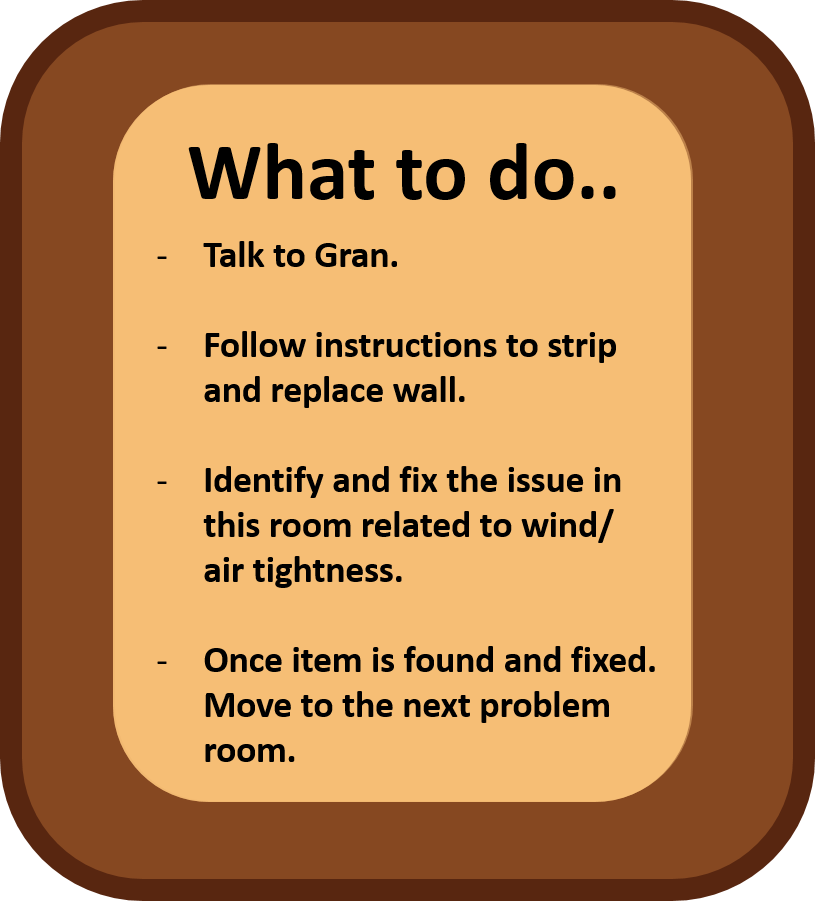 What to do..
- Talk to Gran.
- Follow instructions to strip
and replace wall.
- Identify and fix the issue in
this room related to wind/
air tightness.
- Once item is found and fixed.
Move to the next problem
room.